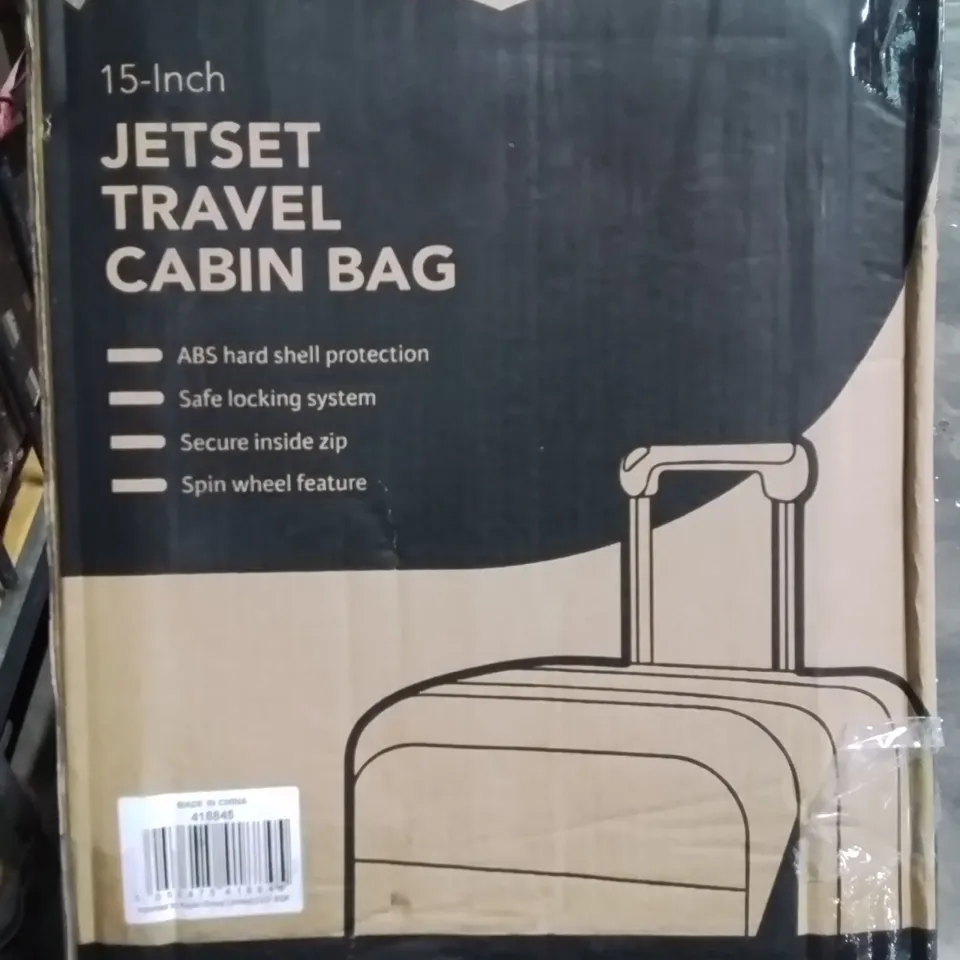 15-Inch
JETSET
TRAVEL
CABIN BAG
ABS hard shell protection
Safe locking system
Secure inside zip
Spin wheel feature
MADE IN CHINA
418845